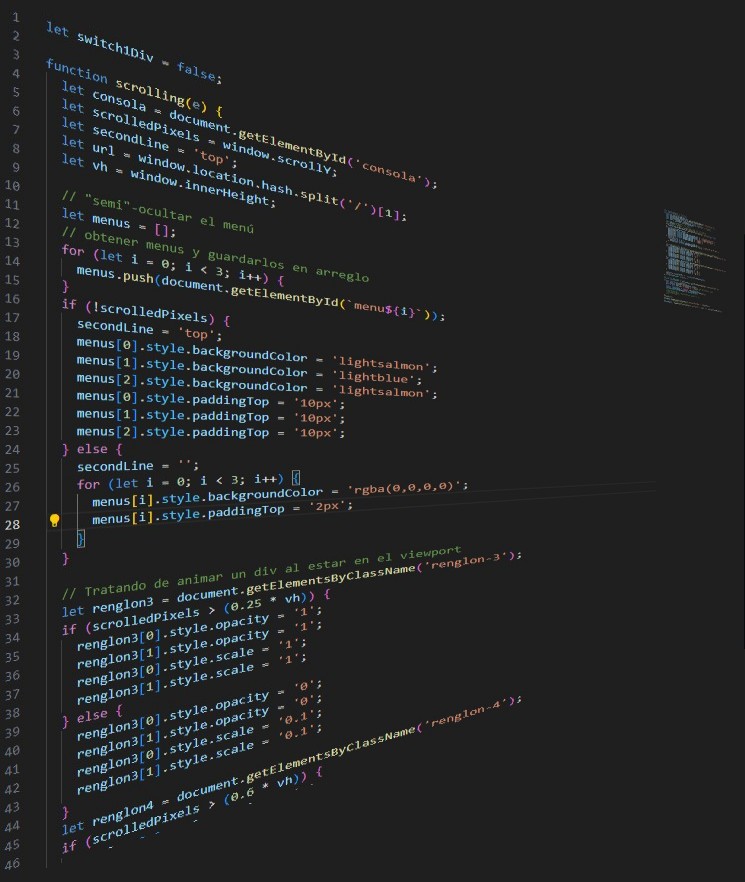 1
2
3
4
5
6
7
8
9
10
11
12
13
14
15
16
17
18
19
20
21
22
23
24
25
26
27
28
29
30
31
32
33
34
35
36
37
38
39
40
41
42
43
44
45
46
let switch1Div = false;
function scrolling(e) {
let consola = document.getElementById('consola');
let scrolledPixels = window.scrollY;
let secondLine = 'top';
let url = window.location.hash.split('/')[1];
let vh = window.innerHeight;
// "semi"-ocultar el menú
let menus = [];
// obtener menus y guardarlos en arreglo
for (let i = 0; i < 3; i++) {
menus.push(document.getElementById(`menu${i}`));
}
if (!scrolledPixels) {
secondLine = 'top';
menus[0].style.backgroundColor = 'lightsalmon';
menus[1].style.backgroundColor = 'lightblue';
menus[2].style.backgroundColor = 'lightsalmon';
menus[0].style.paddingTop = '10px';
menus[1].style.paddingTop = '10px';
menus[2].style.paddingTop = '10px';
} else {
secondLine = '';
for (let i = 0; i < 3; i++) {
menus[i].style.backgroundColor = 'rgba(0,0,0,0)';
menus[i].style.paddingTop = '2px';
}
}
// Tratando de animar un div al estar en el viewport
let renglon3 = document.getElementsByClassName('renglon-3');
if (scrolledPixels > (0.25 * vh)) {
renglon3[0].style.opacity = '1';
renglon3[1].style.opacity = '1';
renglon3[0].style.scale = '1';
renglon3[1].style.scale = '1';
} else {
renglon3[0].style.opacity = '0';
renglon3[1].style.opacity = '0';
renglon3[0].style.scale = '0.1';
renglon3[1].style.scale = '0.1';
}
let renglon4 = document.getElementsByClassName('renglon-4');
if (scrolledPixels > (0.6 * vh)) {